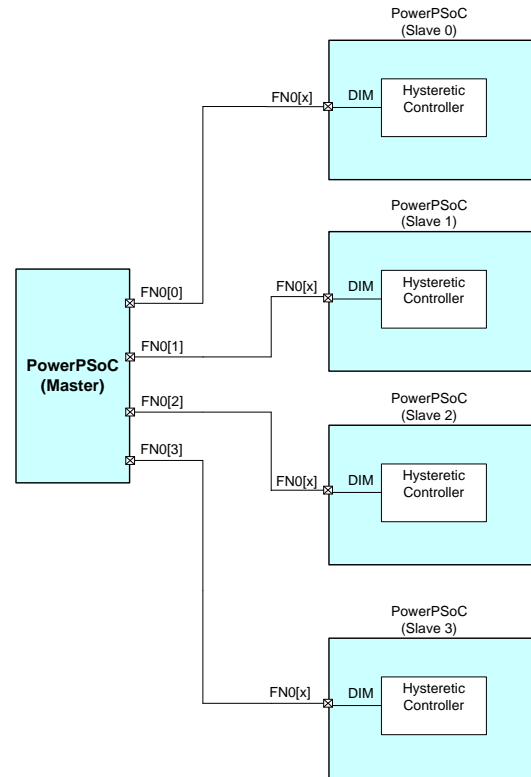 PowerPSoC
(Slave 0)
FN0[x]
DIM
Hysteretic
Controller
PowerPSoC
(Slave 1)
FN0[x]
DIM
Hysteretic
Controller
PowerPSoC
(Master)
FN0[0]
FN0[1]
FN0[2]
FN0[3]
PowerPSoC
(Slave 2)
FN0[x]
DIM
Hysteretic
Controller
PowerPSoC
(Slave 3)
FN0[x]
DIM
Hysteretic
Controller